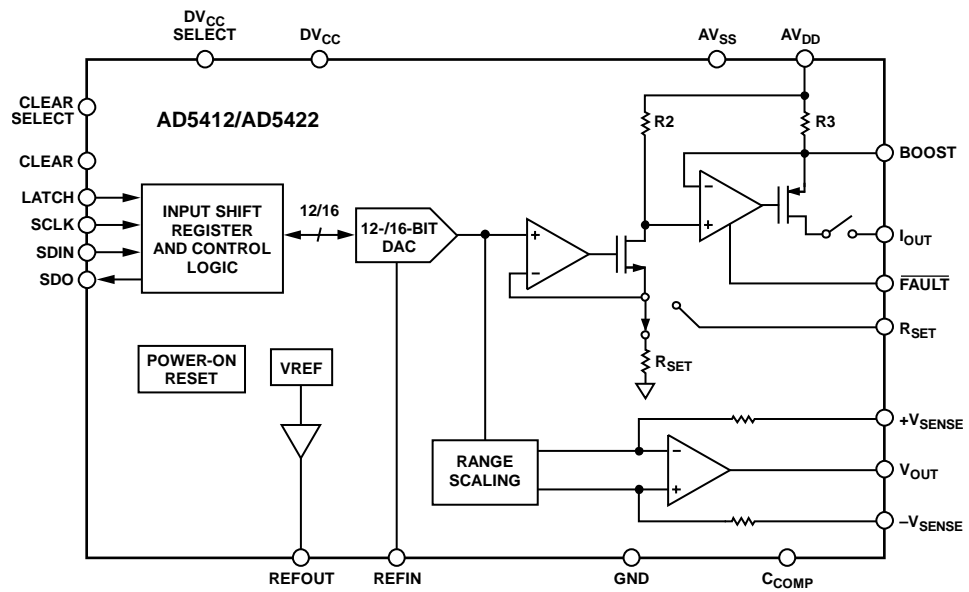 DVCC
SELECT
DVCC
AVSS
AVDD
CLEAR
SELECT
AD5412/AD5422
R2
R3
CLEAR
BOOST
LATCH
SCLK
SDIN
SDO
INPUT SHIFT
REGISTER
AND CONTROL
LOGIC
12/16
12-/16-BIT
DAC
+
−
−
+
IOUT
FAULT
RSET
RSET
POWER-ON
RESET
VREF
+VSENSE
RANGE
SCALING
−
+
VOUT
−VSENSE
REFOUT
REFIN
GND
CCOMP